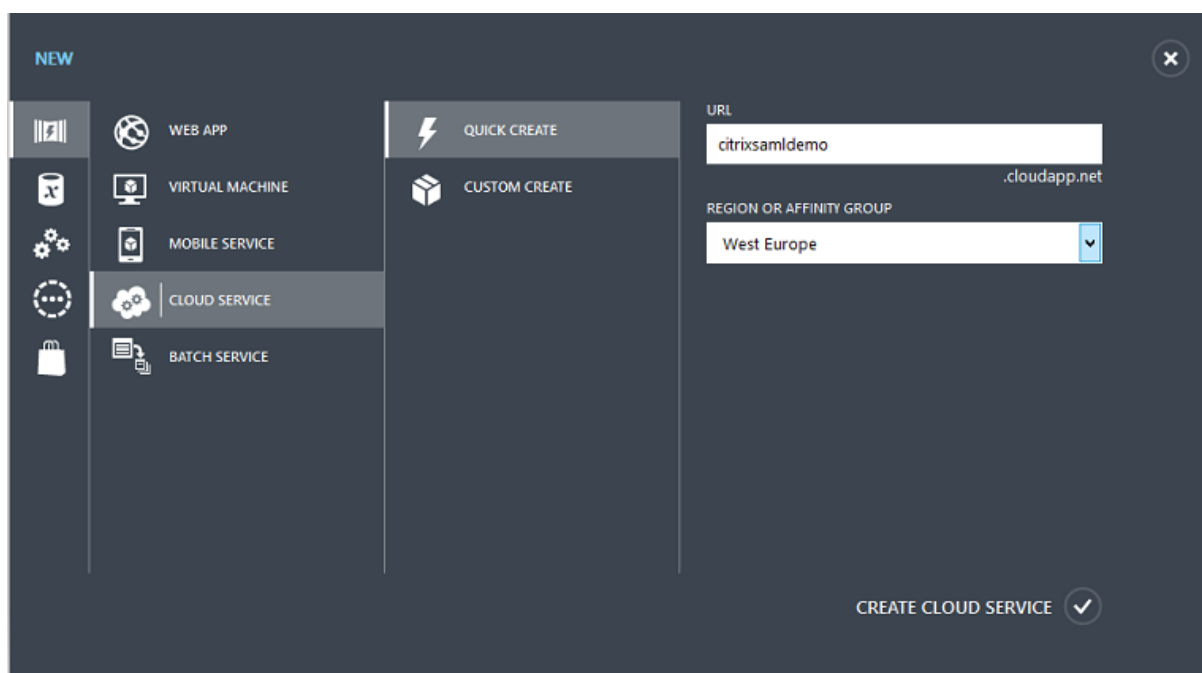 NEW
WEB APP
VIRTUAL MACHINE
MOBILE SERVICE
CLOUD SERVICE
BATCH SERVICE
QUICK CREATE
CUSTOM CREATE
URL
citrixsamldemo
.cloudapp.net
REGION OR AFFINITY GROUP
West Europe
CREATE CLOUD SERVICE